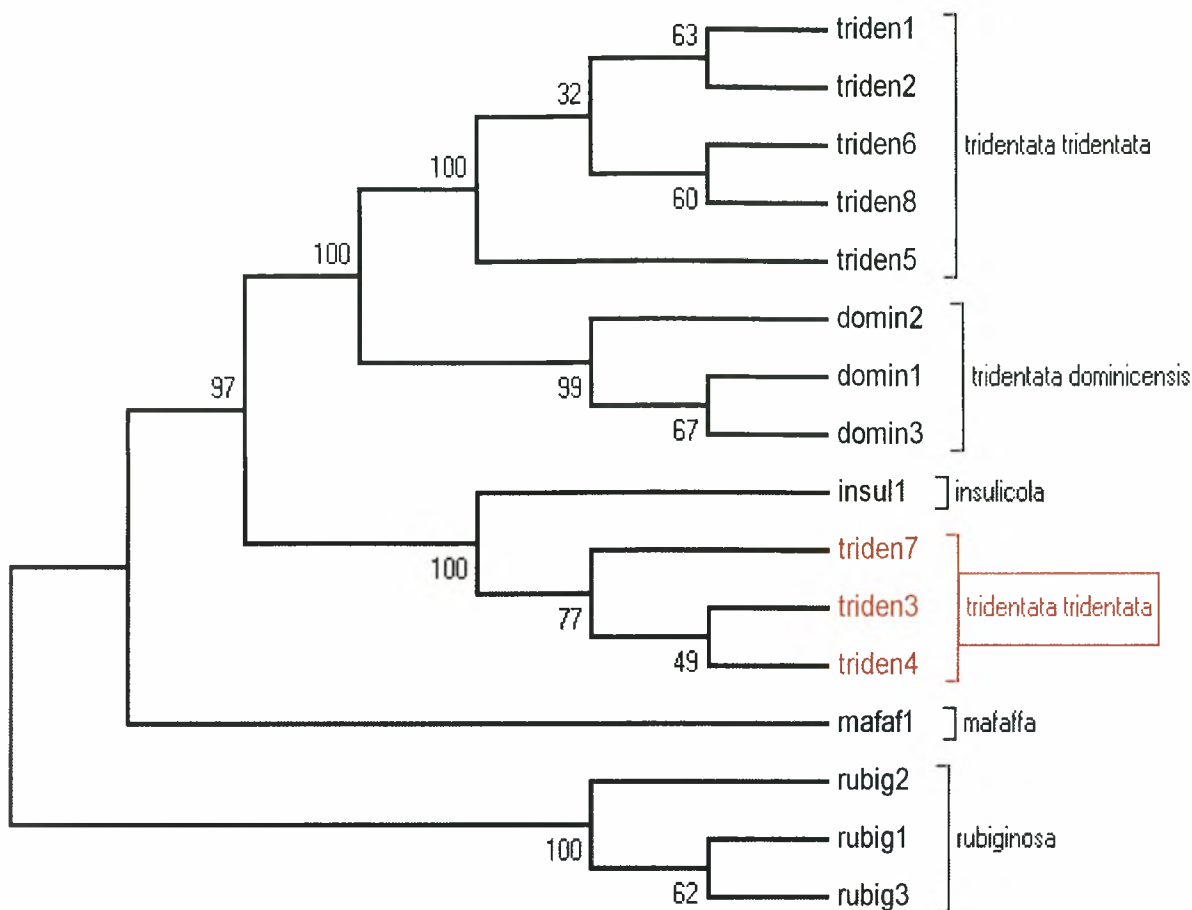 63
triden1
triden2
32
triden6
tridentata tridentata
100
60
triden8
100
triden5
domin2
97
99
domin1
tridentata dominicensis
67
domin3
insul1
insulicola
100
triden7
77
triden3
tridentata tridentata
49
triden4
mafaf1
mafaffa
rubig2
100
rubig1
rubiginosa
62
rubig3